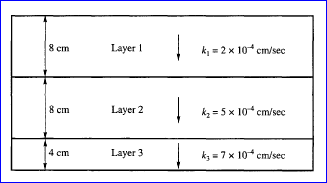 8 cm Layer 1 k₁ = 2 × 10⁻⁴ cm/sec
8 cm Layer 2 k₂ = 5 × 10⁻⁴ cm/sec
4 cm Layer 3 k₃ = 7 × 10⁻⁴ cm/sec